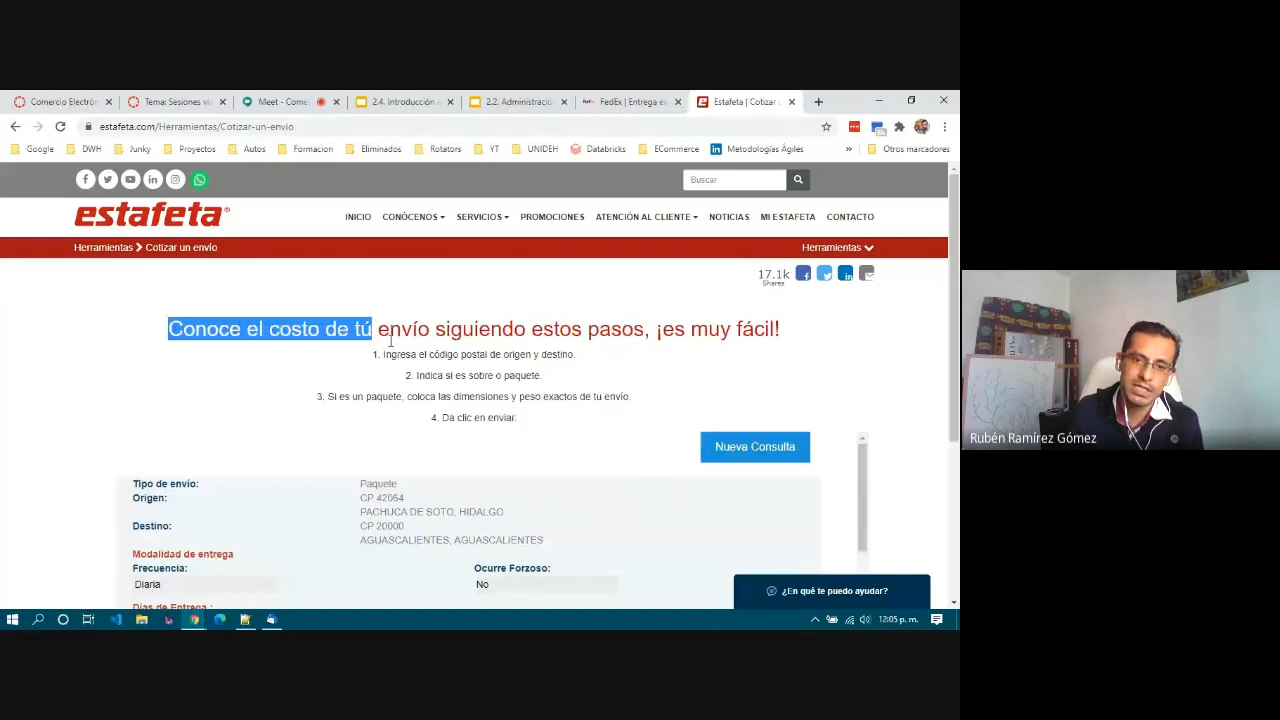 Comercio Electrón
Tema: Sesiones vi
Meet - Come
2.4. Introducción
2.2. Administració
FedEx | Entrega es
Estafeta | Cotizar
estafeta.com/Herramientas/Cotizar-un-envio
Google
DWH
Junky
Proyectos
Autos
Formacion
Eliminados
Rotators
YT
UNIDEH
Databricks
ECommerce
Metodologías Ágiles
»
Otros marcadores
Buscar
estafeta
INICIO CONÓCENOS SERVICIOS PROMOCIONES ATENCIÓN AL CLIENTE NOTICIAS MI ESTAFETA CONTACTO
Herramientas > Cotizar un envío
Herramientas
17.1k
Shares
Conoce el costo de tú envío siguiendo estos pasos, ¡es muy fácil!
1. Ingresa el código postal de origen y destino.
2. Indica si es sobre o paquete.
3. Si es un paquete, coloca las dimensiones y peso exactos de tu envío.
4. Da clic en enviar.
Nueva Consulta
Tipo de envío: Paquete
Origen: CP 42064
PACHUCA DE SOTO, HIDALGO
Destino: CP 20000
AGUASCALIENTES, AGUASCALIENTES
Modalidad de entrega
Frecuencia: Ocurre Forzoso:
Diaria No
Días de Entrega :
¿En qué te puedo ayudar?
12:05 p. m.
Rubén Ramírez Gómez